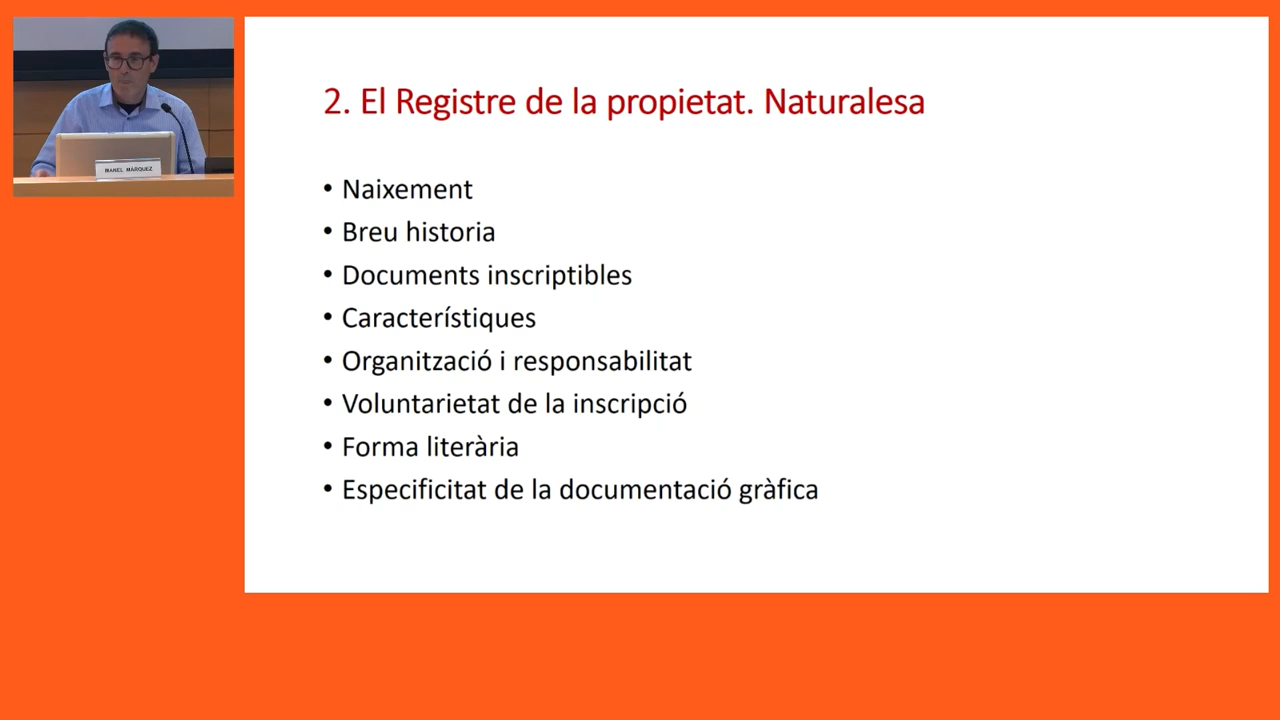 MANEL MÁRQUEZ
2. El Registre de la propietat. Naturalesa
• Naixement
• Breu historia
• Documents inscriptibles
• Característiques
• Organització i responsabilitat
• Voluntarietat de la inscripció
• Forma literària
• Especificitat de la documentació gràfica